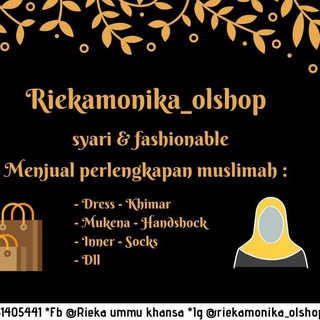 Riekamonika_olshop
syari & fashionable
Menjual perlengkapan muslimah :
- Dress - Khimar
- Mukena - Handshock
- Inner - Socks
- Dll
1405441 *Fb @Rieka ummu khansa *Ig @riekamonika_olshop